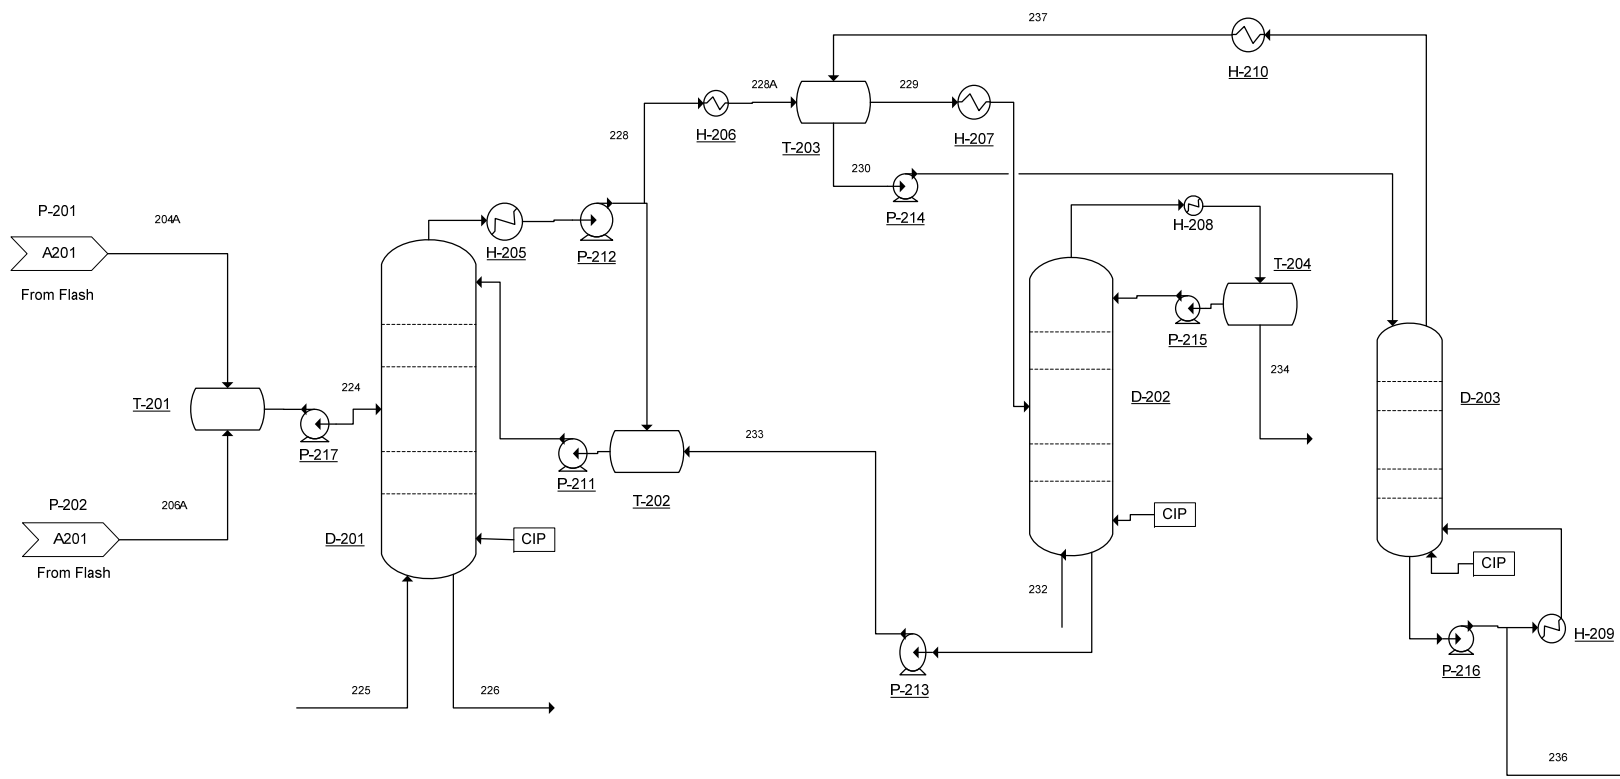 237
H-210
228A
229
H-206
H-207
T-203
228
230
P-214
P-201
204A
A201
From Flash
H-205
P-212
H-208
T-204
P-215
234
D-202
D-203
T-201
224
P-217
233
P-211
T-202
P-202
206A
A201
From Flash
D-201
CIP
CIP
CIP
232
H-209
P-216
P-213
225
226
236